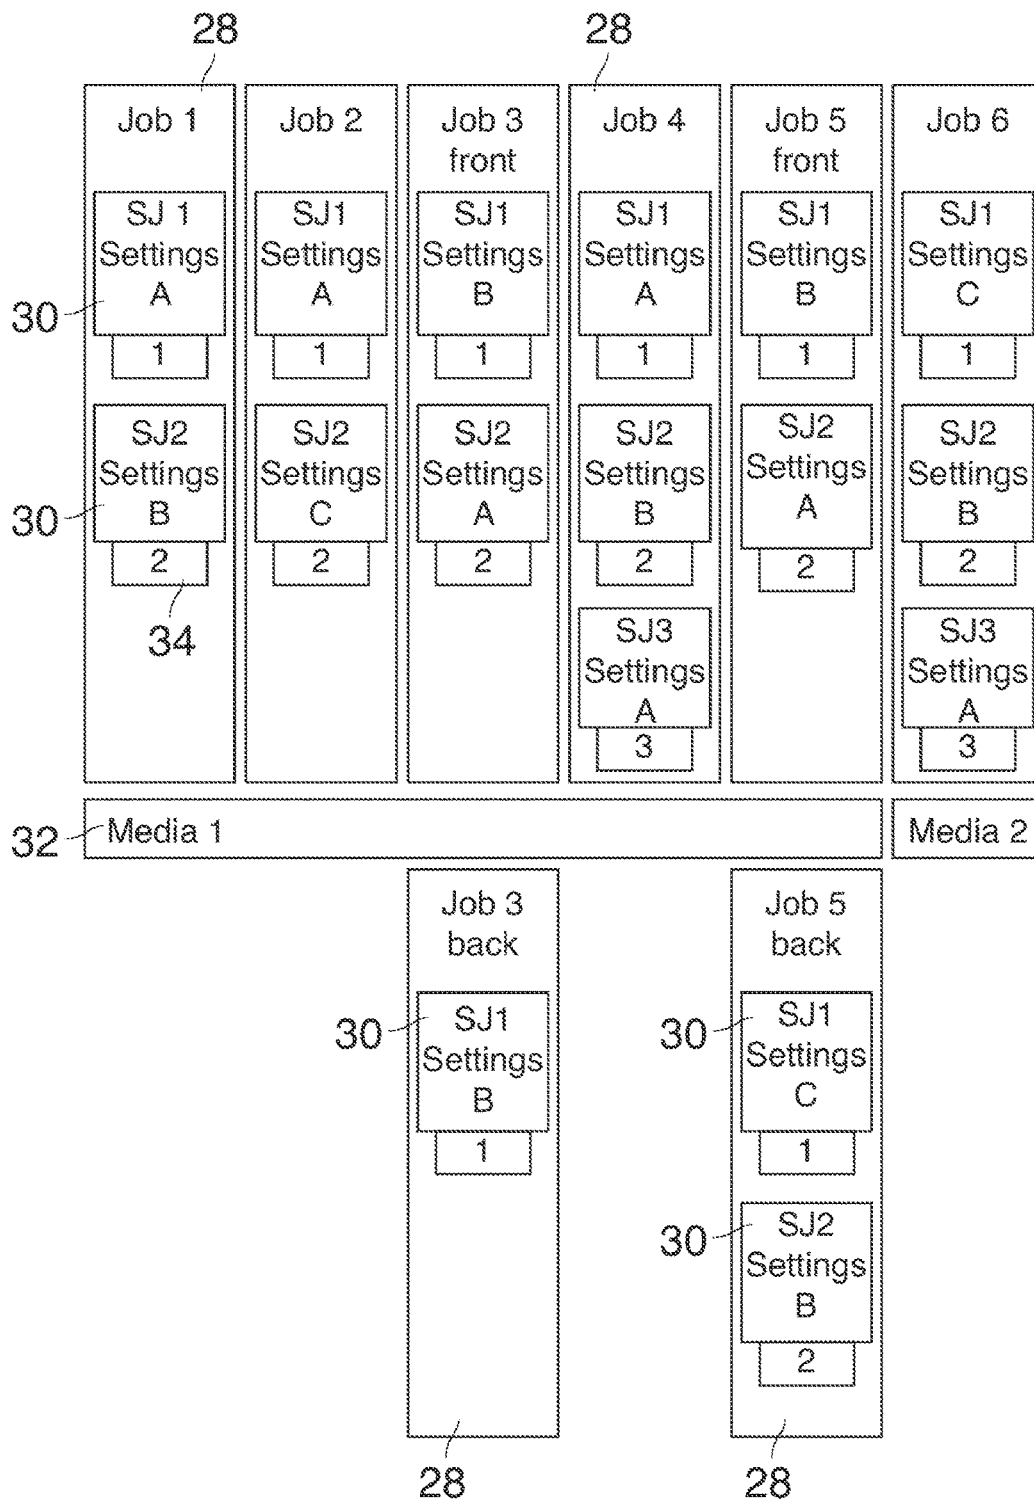 28
28
Job 1
SJ 1
Settings
A
1
SJ2
Settings
B
2
Job 2
SJ1
Settings
A
1
SJ2
Settings
C
2
Job 3
front
SJ1
Settings
B
1
SJ2
Settings
A
2
Job 4
SJ1
Settings
A
1
SJ2
Settings
B
2
SJ3
Settings
A
3
Job 5
front
SJ1
Settings
B
1
SJ2
Settings
A
2
Job 6
SJ1
Settings
C
1
SJ2
Settings
B
2
SJ3
Settings
A
3
30
30
34
32
Media 1
Media 2
Job 3
back
30
SJ1
Settings
B
1
28
Job 5
back
30
SJ1
Settings
C
1
30
SJ2
Settings
B
2
28